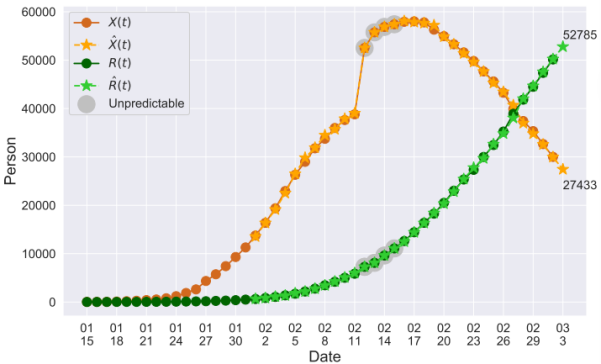 60000
50000
40000
30000
20000
10000
0
Person
X(t)
X̂(t)
R(t)
R̂(t)
Unpredictable
52785
27433
01 01 01 01 01 01 02 02 02 02 02 02 02 02 02 02 03
15 18 21 24 27 30 2 5 8 11 14 17 20 23 26 29 3
Date